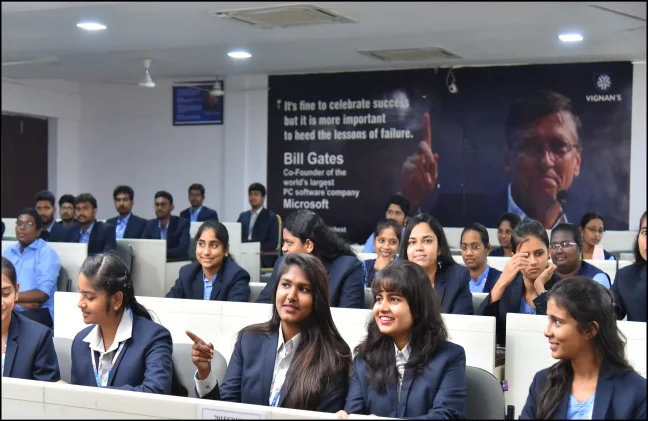 It's fine to celebrate success
but it is more important
to heed the lessons of failure.
VIGNAN'S
Bill Gates
Co-Founder of the
world's largest
PC software company
Microsoft